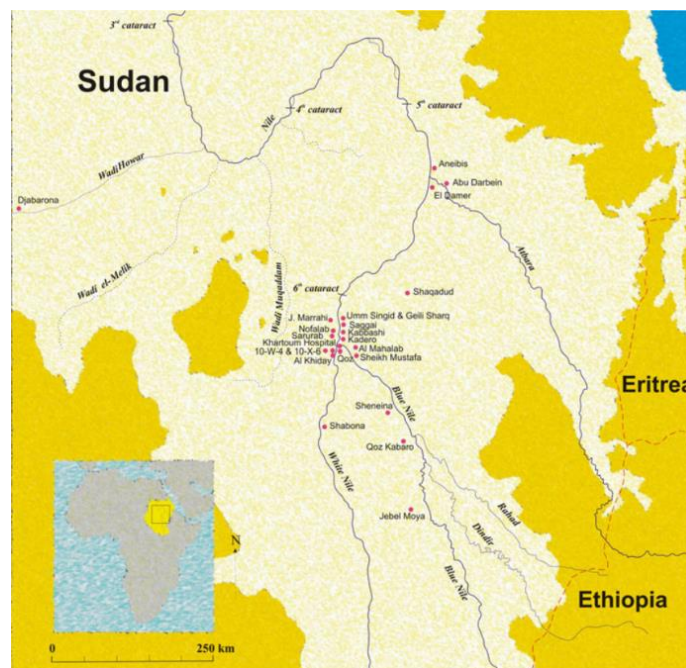 3rd cataract
Sudan
4th cataract
5th cataract
Nile
Wadi Howar
Aneibis
Abu Darbein
El Damer
Djabarona
Wadi el-Melik
Wadi Muqaddam
Atbara
6th cataract
Shaqadud
J. Marrahi
Umm Singid & Geili Sharq
Nofalab
Saggai
Sarurab
Kabbashi
Khartoum Hospital
Kadero
10-W-4 & 10-X-6
Al Mahalab
Al Khiday
Qoz
Sheikh Mustafa
Eritrea
Sheneina
Blue Nile
Shabona
Qoz Kabaro
White Nile
Jebel Moya
Rahad
Dindir
N
Blue Nile
Ethiopia
0
250 km